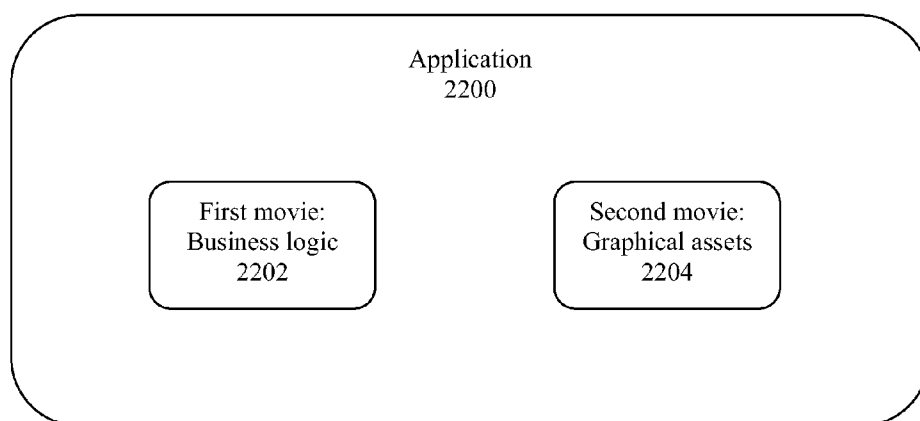 Application
2200
First movie:
Business logic
2202
Second movie:
Graphical assets
2204